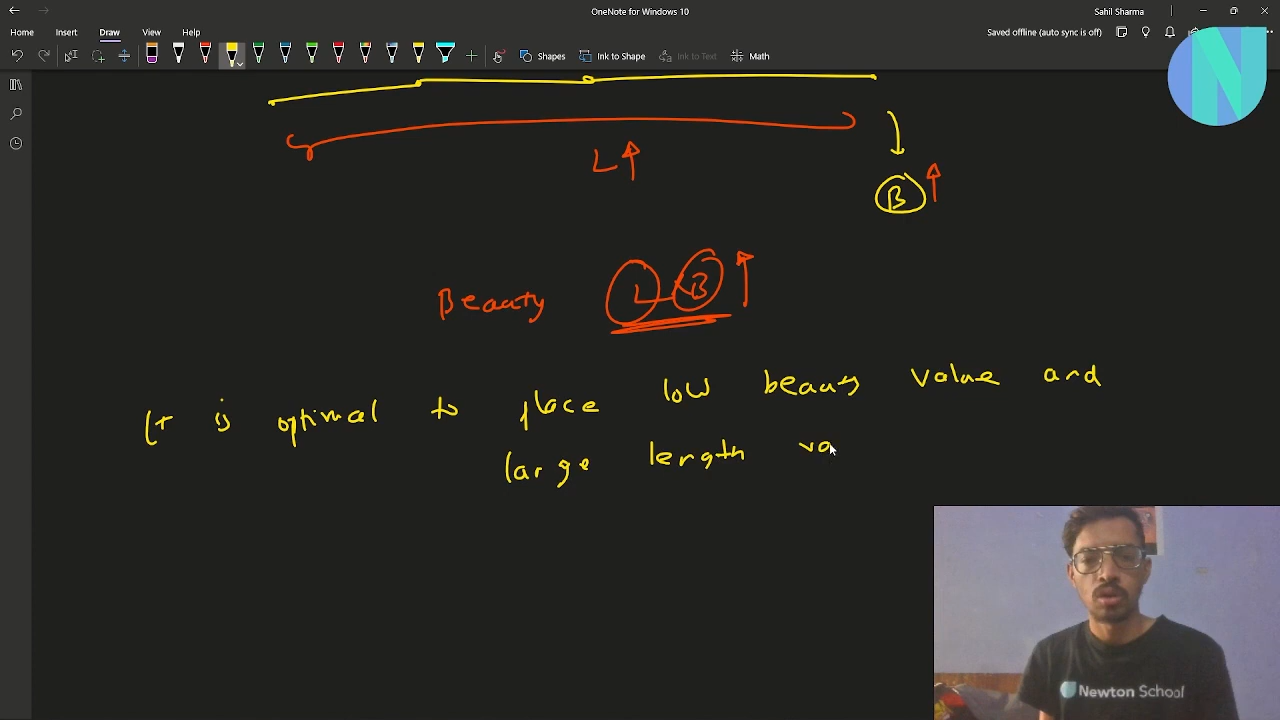 OneNote for Windows 10
Sahil Sharma
Home Insert Draw View Help
Saved offline (auto sync is off)
Shapes Ink to Shape Ink to Text Math
L↑
B ↑
Beauty L-B ↑
It is optimal to place low beauty value and
large length va
Newton School